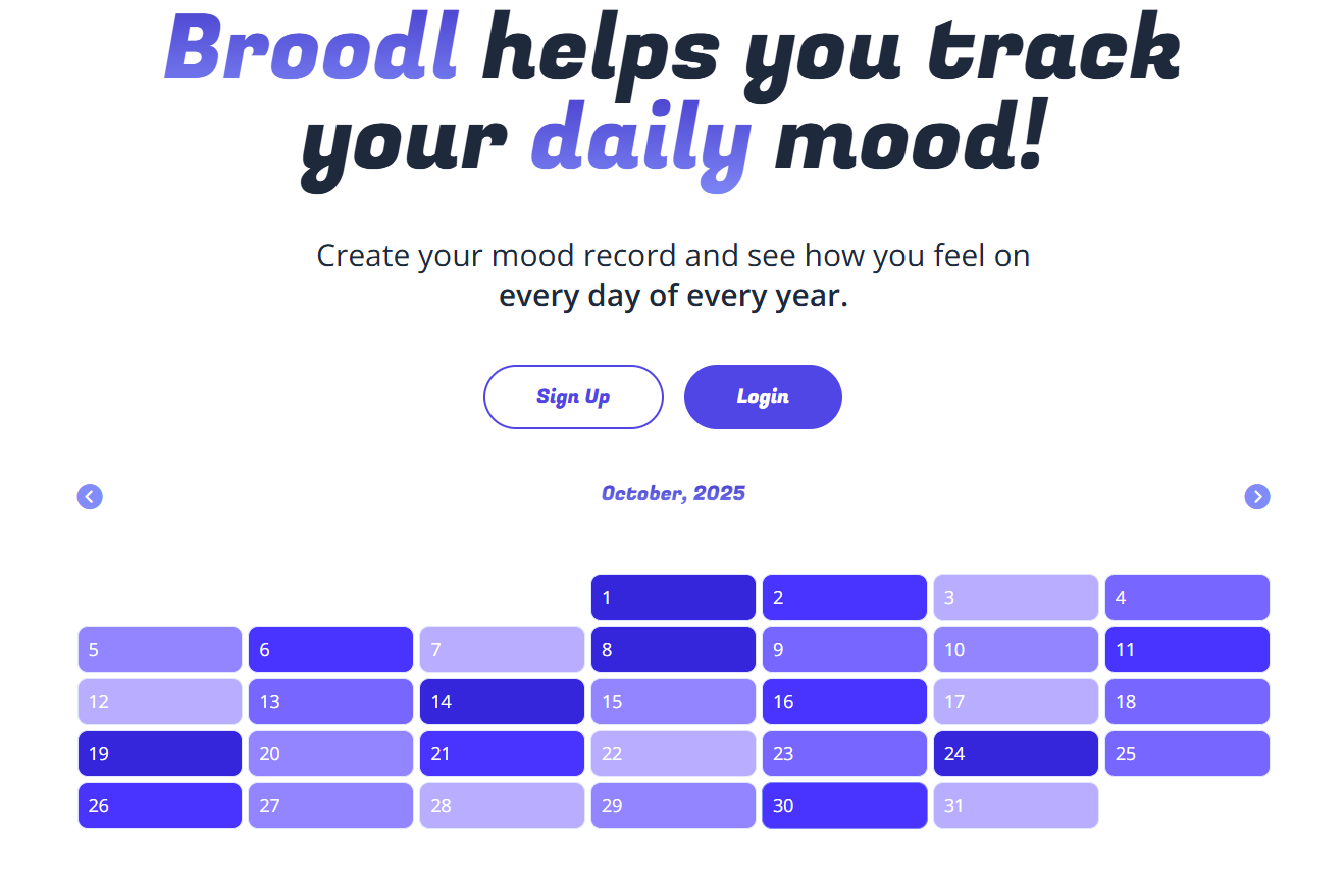 Broodl helps you track
your daily mood!
Create your mood record and see how you feel on
every day of every year.
Sign Up Login
October, 2025
1 2 3 4
5 6 7 8 9 10 11
12 13 14 15 16 17 18
19 20 21 22 23 24 25
26 27 28 29 30 31